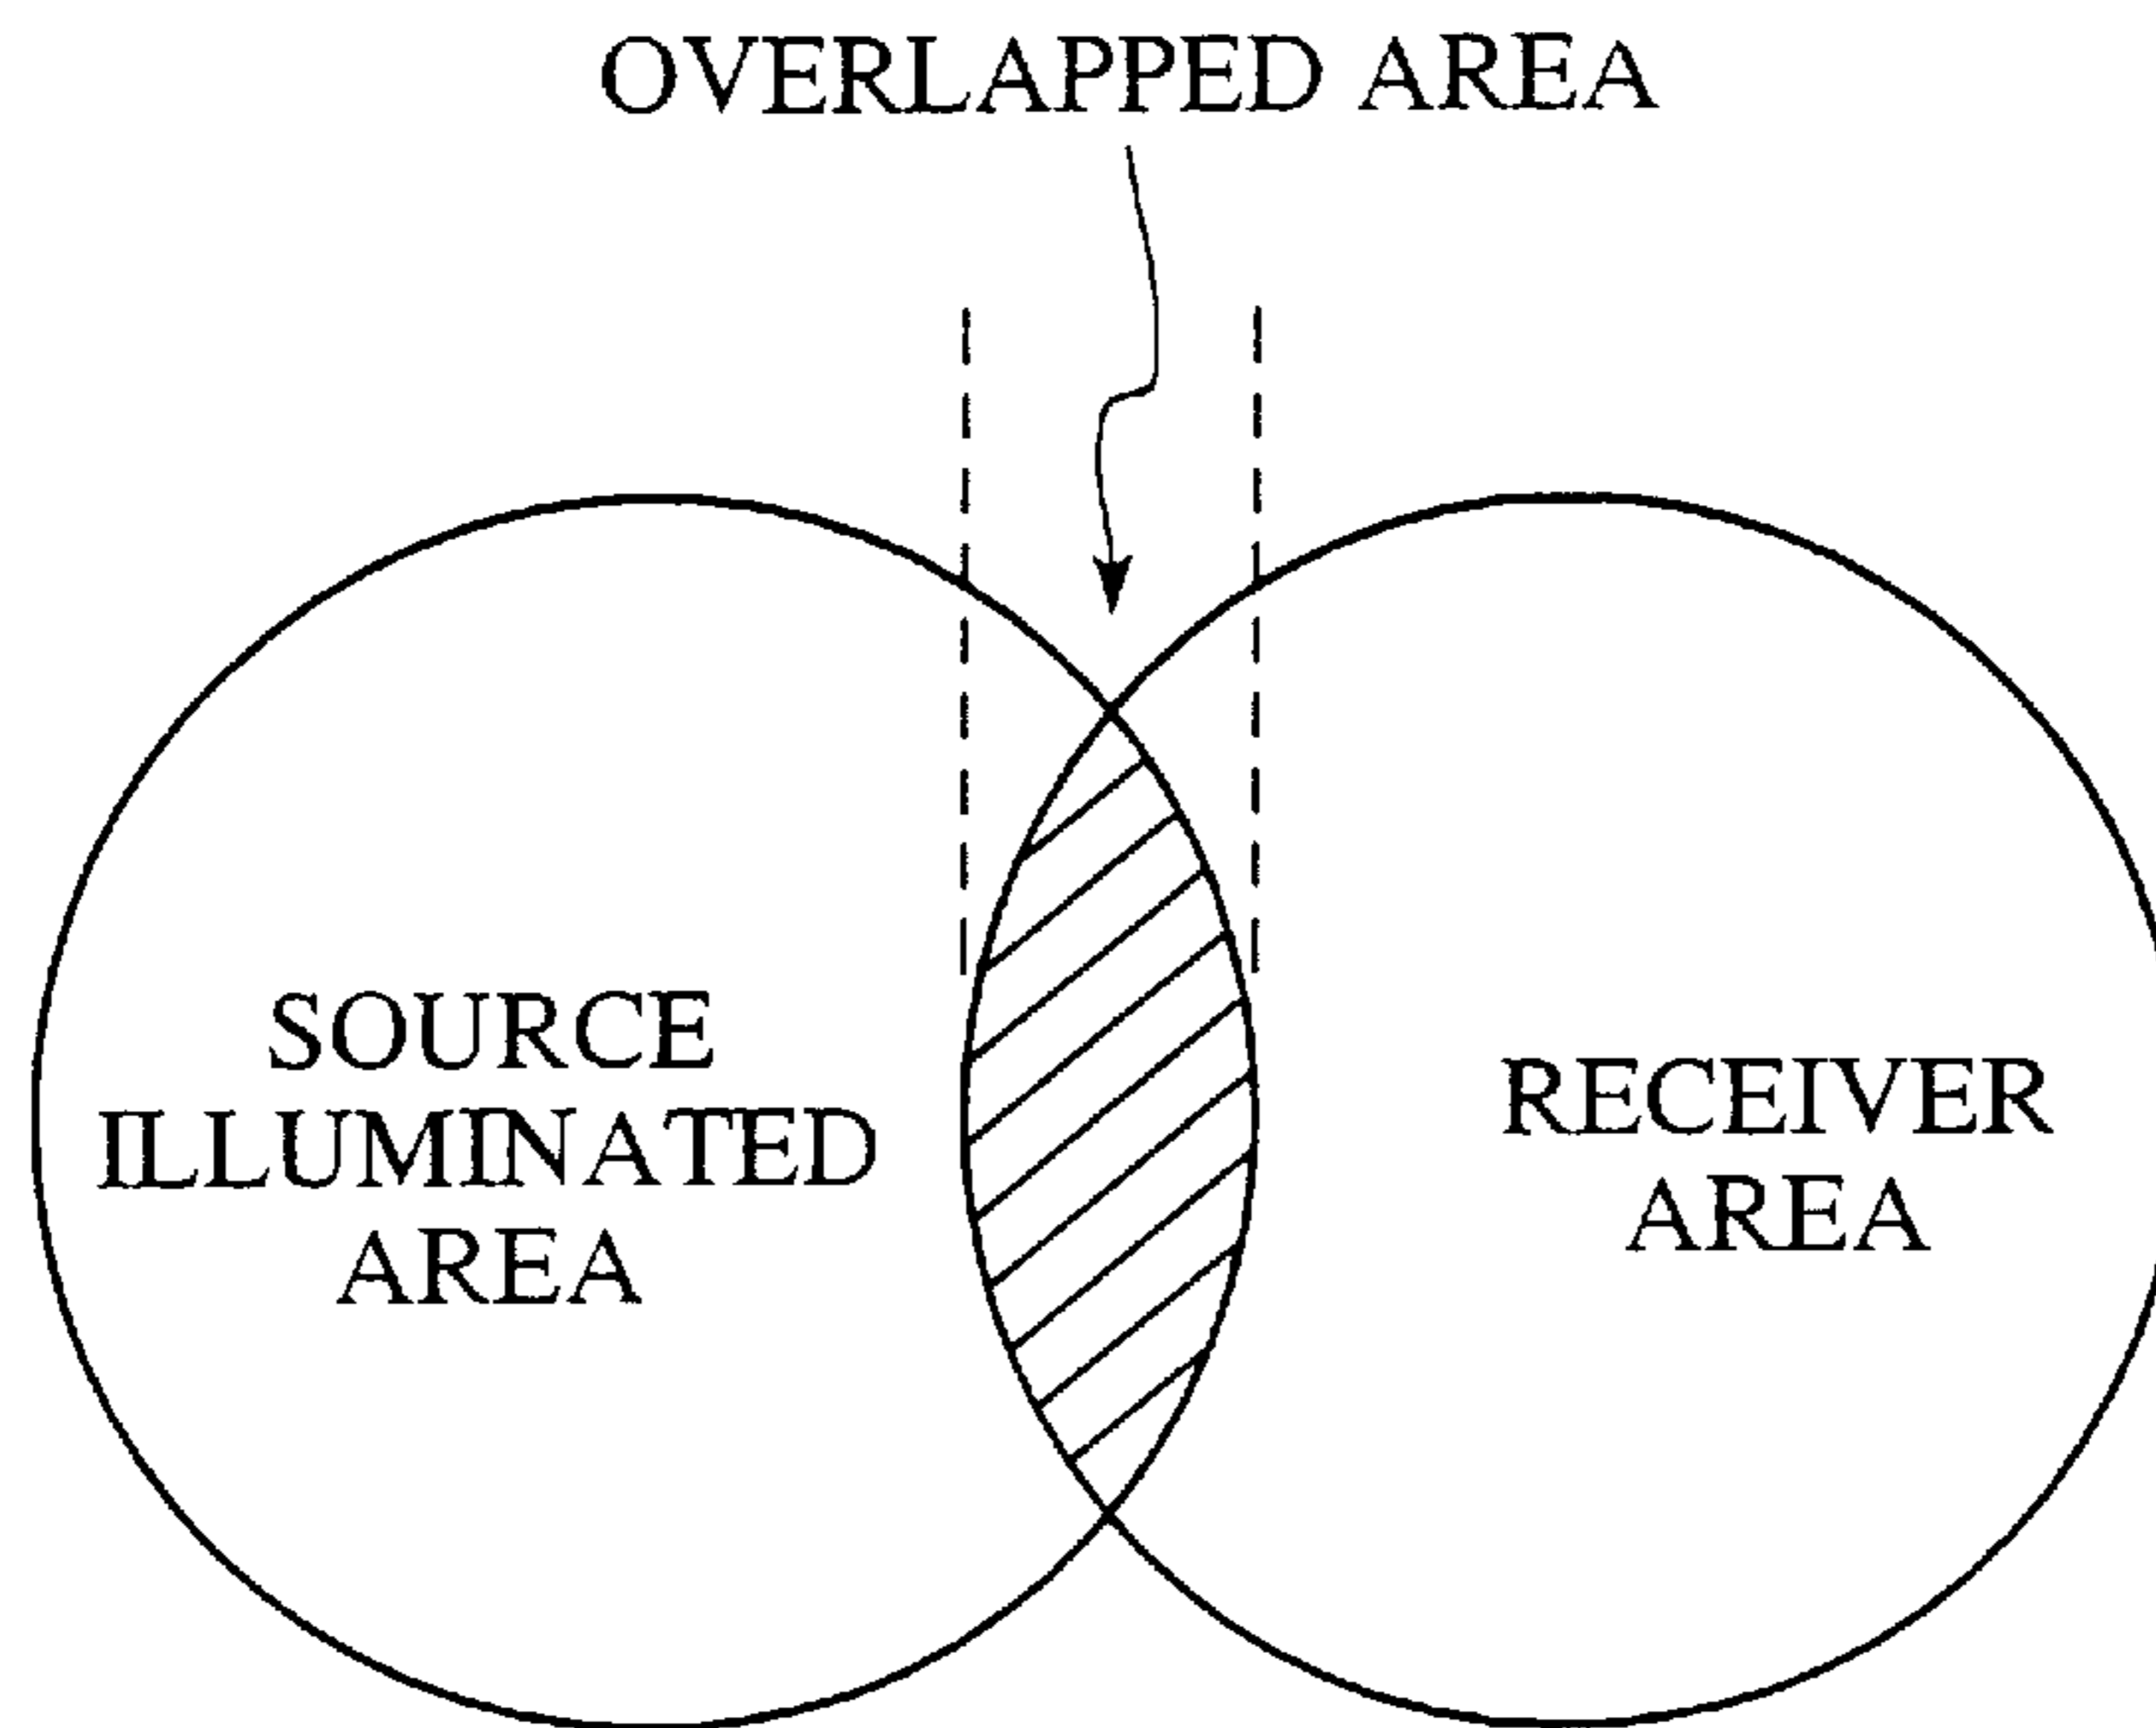 OVERLAPPED AREA
SOURCE
ILLUMINATED
AREA
RECEIVER
AREA